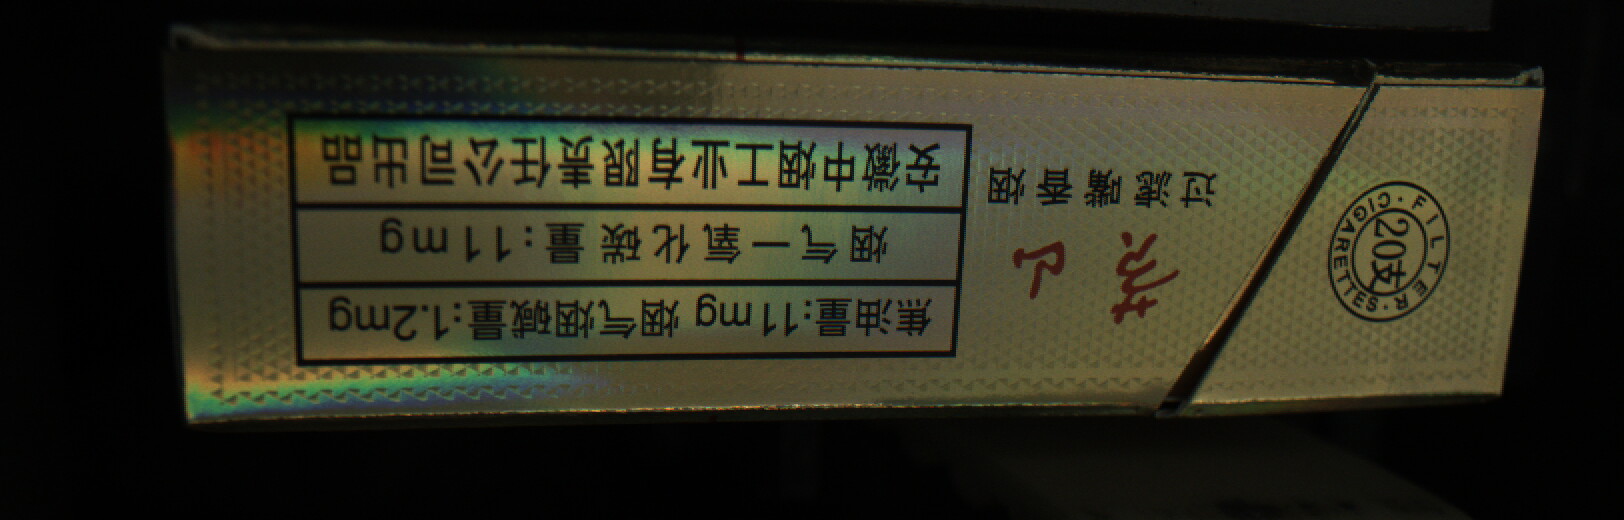 FILTER·CIGARETTES·
20支
黄山
过滤嘴香烟
焦油量:11mg 烟气烟碱量:1.2mg
烟气一氧化碳量:11mg
安徽中烟工业有限责任公司出品